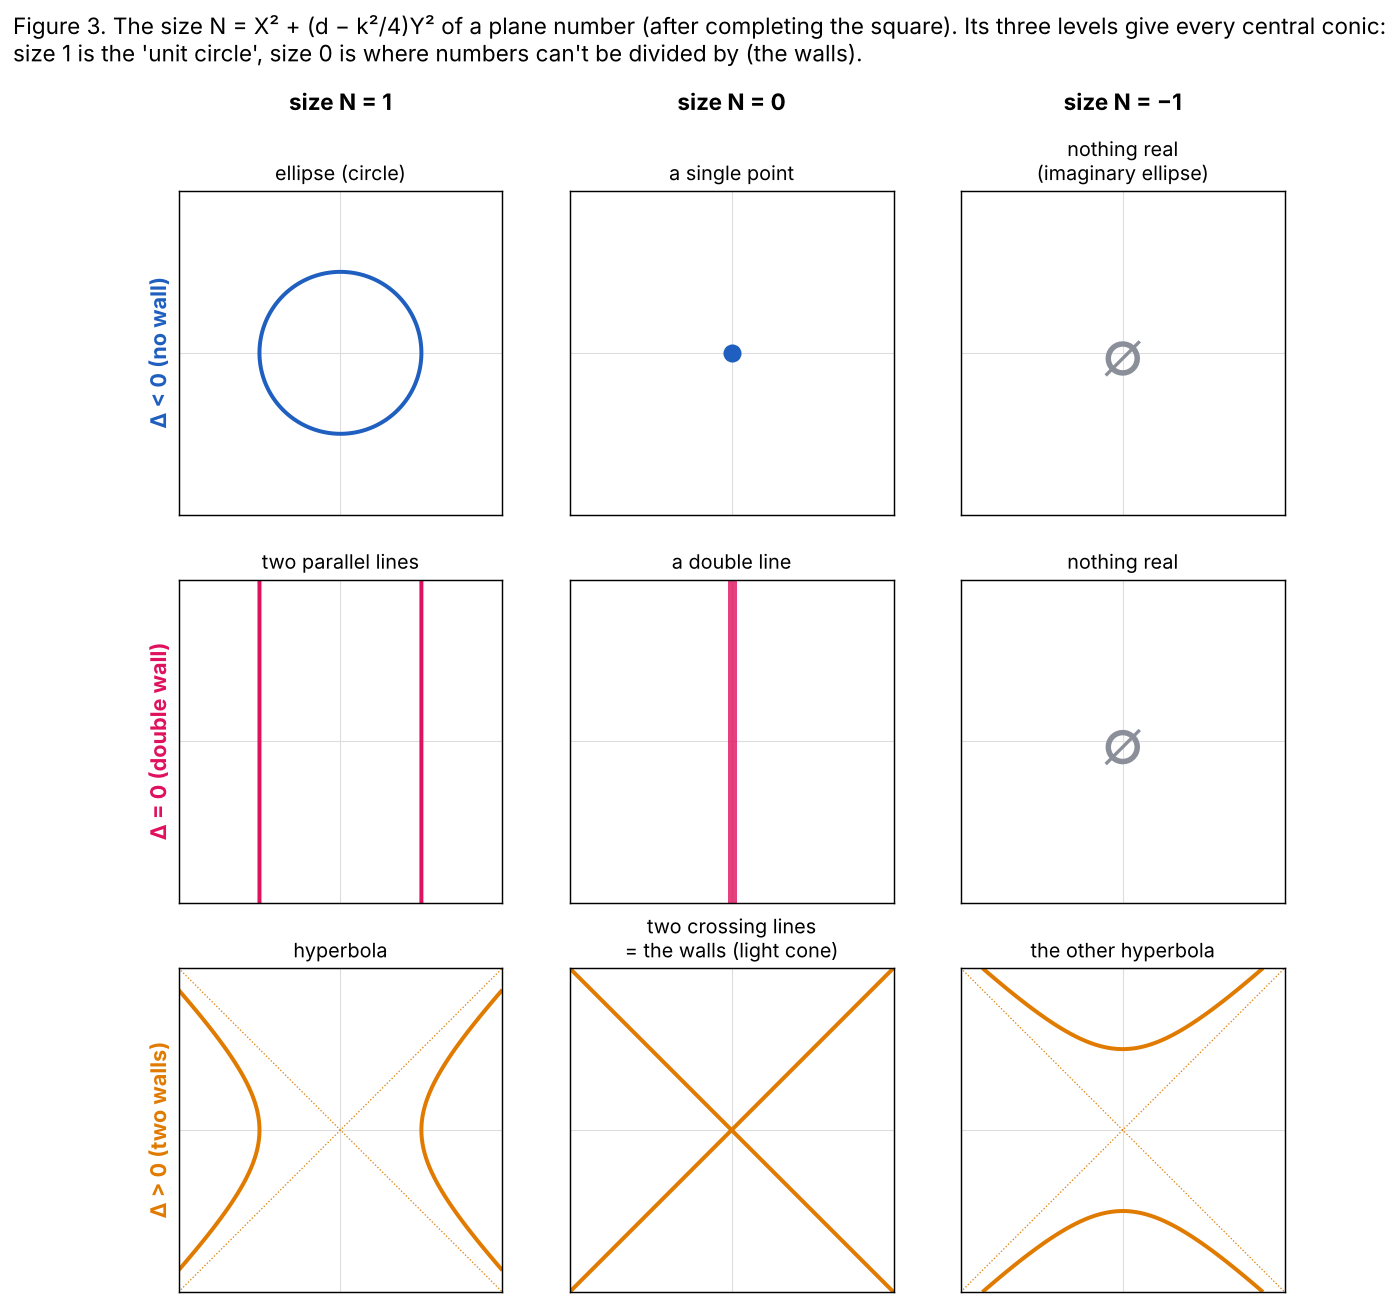 Figure 3. The size N = X² + (d − k²/4)Y² of a plane number (after completing the square). Its three levels give every central conic:
size 1 is the 'unit circle', size 0 is where numbers can't be divided by (the walls).
size N = 1
size N = 0
size N = −1
ellipse (circle)
a single point
nothing real
(imaginary ellipse)
Δ < 0 (no wall)
∅
two parallel lines
a double line
nothing real
Δ = 0 (double wall)
∅
hyperbola
two crossing lines
= the walls (light cone)
the other hyperbola
Δ > 0 (two walls)